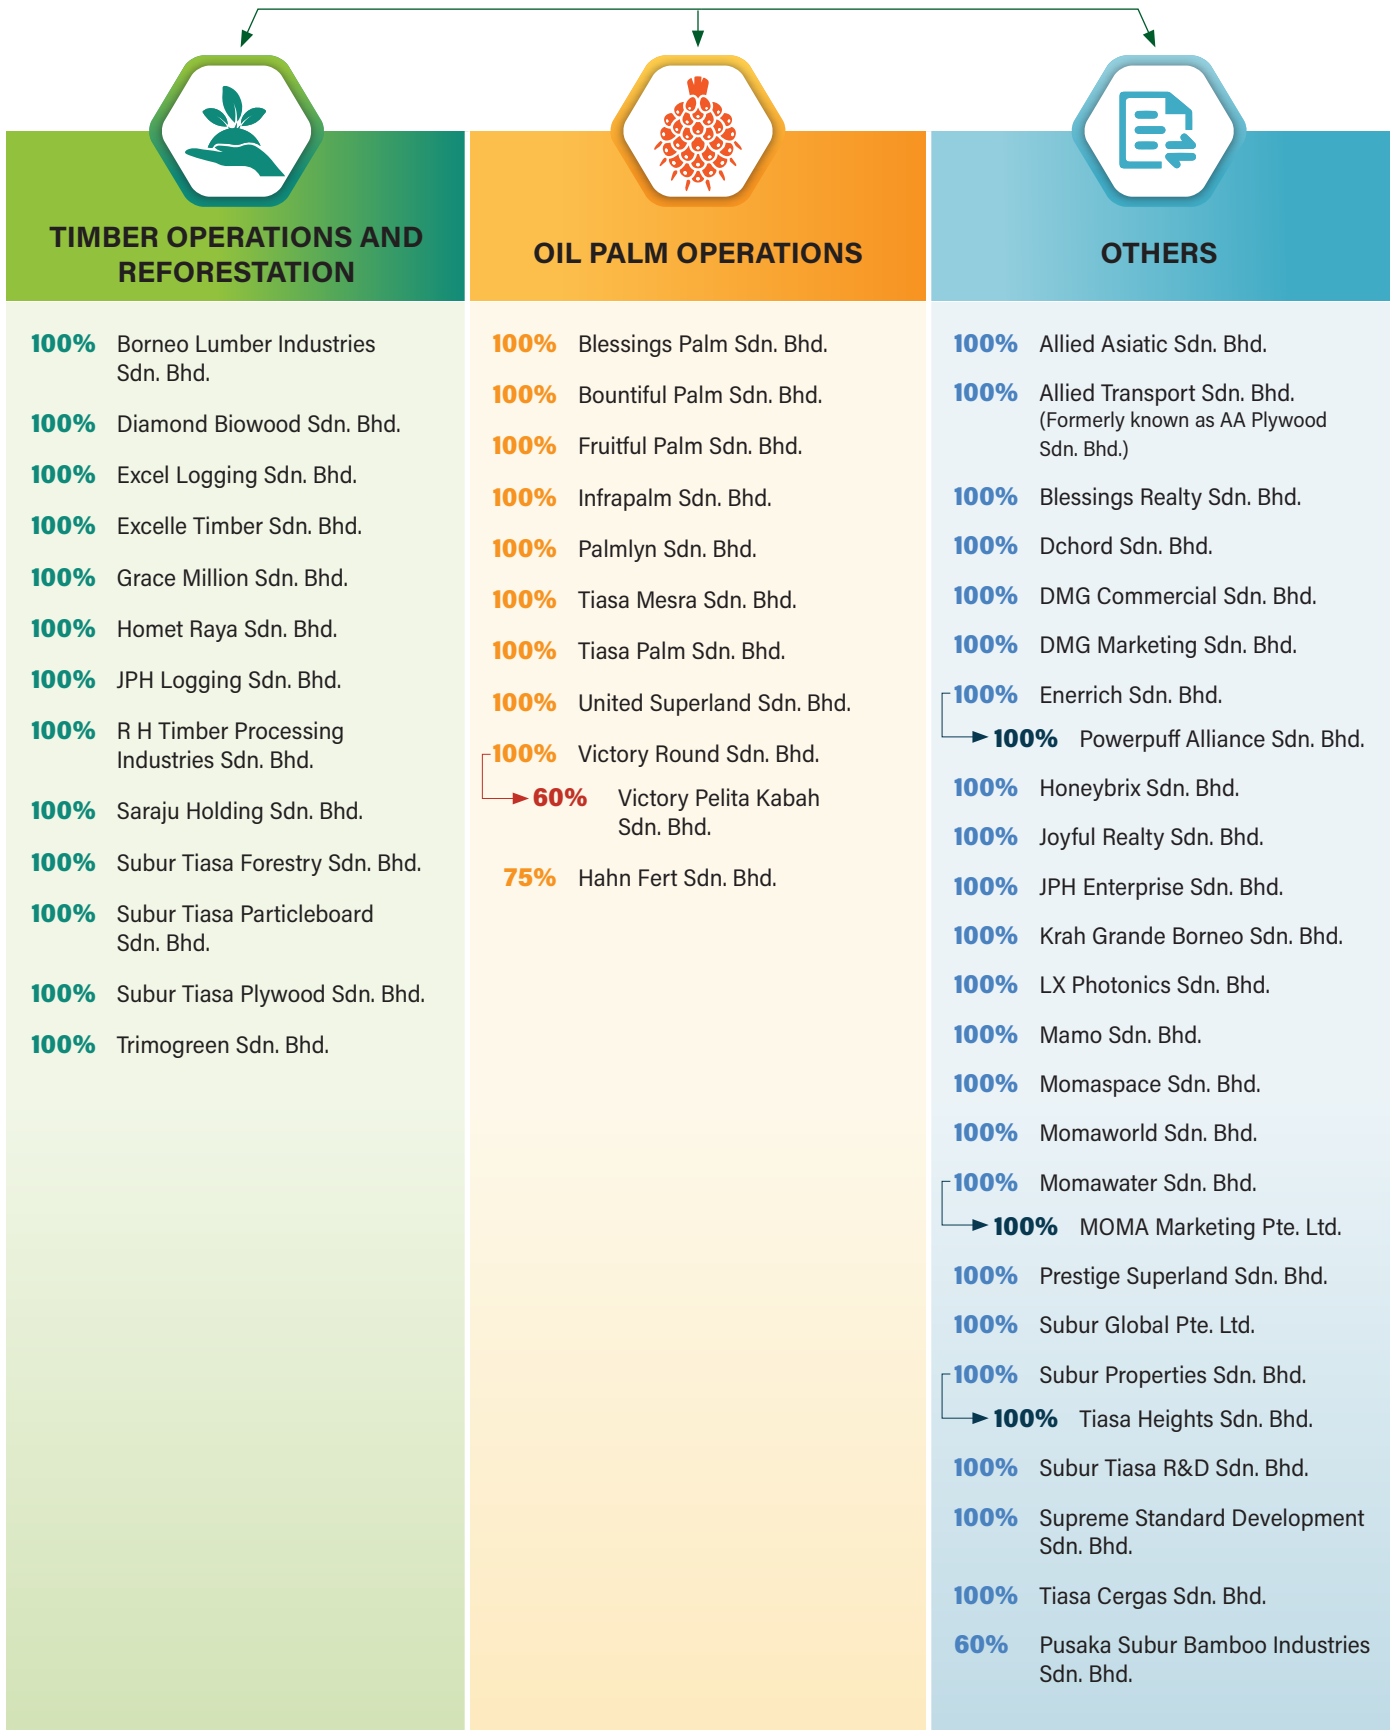 TIMBER OPERATIONS AND
REFORESTATION
100% Borneo Lumber Industries
Sdn. Bhd.
100% Diamond Biowood Sdn. Bhd.
100% Excel Logging Sdn. Bhd.
100% Excelle Timber Sdn. Bhd.
100% Grace Million Sdn. Bhd.
100% Homet Raya Sdn. Bhd.
100% JPH Logging Sdn. Bhd.
100% R H Timber Processing
Industries Sdn. Bhd.
100% Saraju Holding Sdn. Bhd.
100% Subur Tiasa Forestry Sdn. Bhd.
100% Subur Tiasa Particleboard
Sdn. Bhd.
100% Subur Tiasa Plywood Sdn. Bhd.
100% Trimogreen Sdn. Bhd.
OIL PALM OPERATIONS
100% Blessings Palm Sdn. Bhd.
100% Bountiful Palm Sdn. Bhd.
100% Fruitful Palm Sdn. Bhd.
100% Infrapalm Sdn. Bhd.
100% Palmlyn Sdn. Bhd.
100% Tiasa Mesra Sdn. Bhd.
100% Tiasa Palm Sdn. Bhd.
100% United Superland Sdn. Bhd.
100% Victory Round Sdn. Bhd.
60% Victory Pelita Kabah
Sdn. Bhd.
75% Hahn Fert Sdn. Bhd.
OTHERS
100% Allied Asiatic Sdn. Bhd.
100% Allied Transport Sdn. Bhd.
(Formerly known as AA Plywood
Sdn. Bhd.)
100% Blessings Realty Sdn. Bhd.
100% Dchord Sdn. Bhd.
100% DMG Commercial Sdn. Bhd.
100% DMG Marketing Sdn. Bhd.
100% Enerrich Sdn. Bhd.
100% Powerpuff Alliance Sdn. Bhd.
100% Honeybrix Sdn. Bhd.
100% Joyful Realty Sdn. Bhd.
100% JPH Enterprise Sdn. Bhd.
100% Krah Grande Borneo Sdn. Bhd.
100% LX Photonics Sdn. Bhd.
100% Mamo Sdn. Bhd.
100% Momaspace Sdn. Bhd.
100% Momaworld Sdn. Bhd.
100% Momawater Sdn. Bhd.
100% MOMA Marketing Pte. Ltd.
100% Prestige Superland Sdn. Bhd.
100% Subur Global Pte. Ltd.
100% Subur Properties Sdn. Bhd.
100% Tiasa Heights Sdn. Bhd.
100% Subur Tiasa R&D Sdn. Bhd.
100% Supreme Standard Development
Sdn. Bhd.
100% Tiasa Cergas Sdn. Bhd.
60% Pusaka Subur Bamboo Industries
Sdn. Bhd.